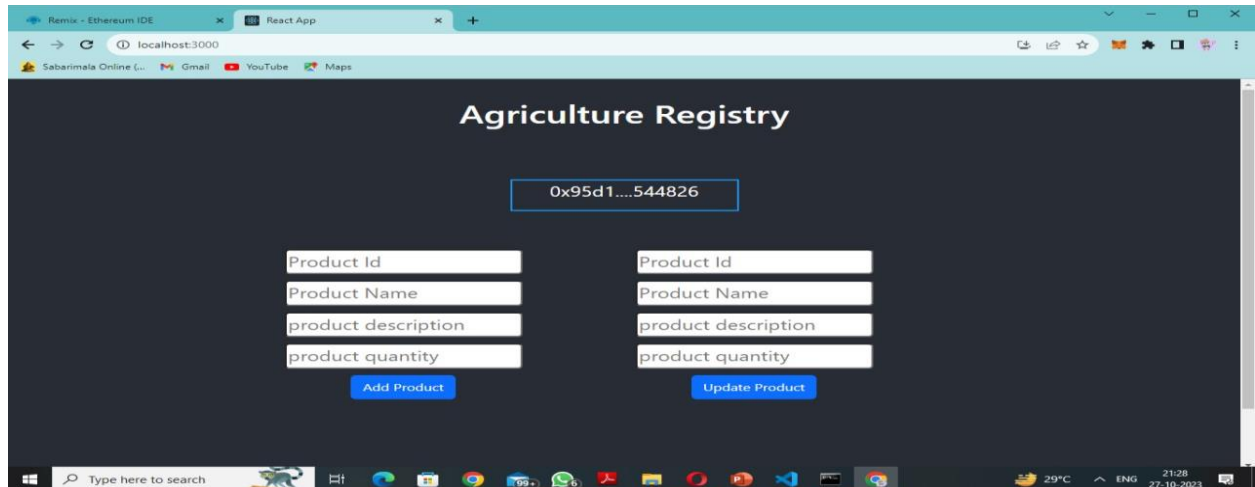 Remix - Ethereum IDE
React App
localhost:3000
Sabarimala Online (...
Gmail
YouTube
Maps
Agriculture Registry
0x95d1....544826
Product Id
Product Id
Product Name
Product Name
product description
product description
product quantity
product quantity
Add Product
Update Product
Type here to search
99+
6
29°C
ENG
21:28
27-10-2023